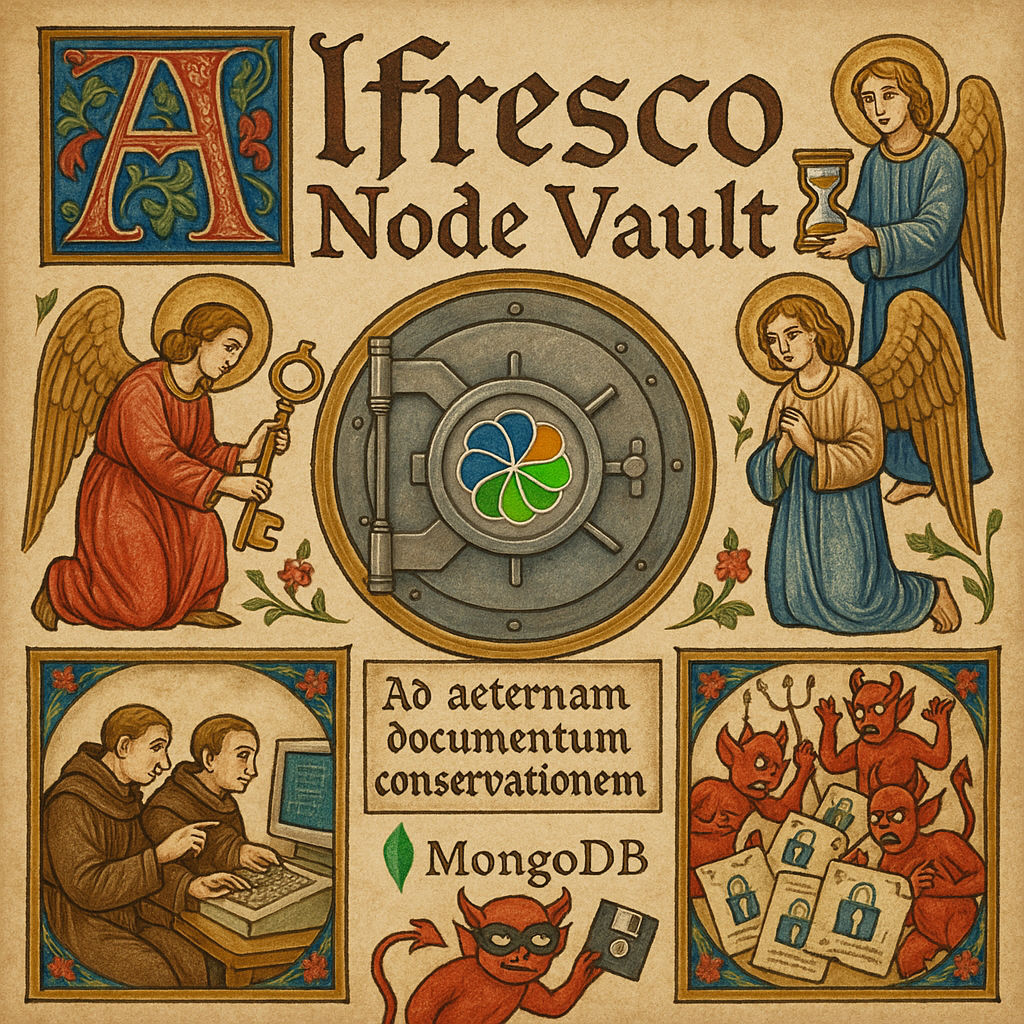 Alfresco
Node Vault
Ad aeternam
documentum
conservationem
MongoDB